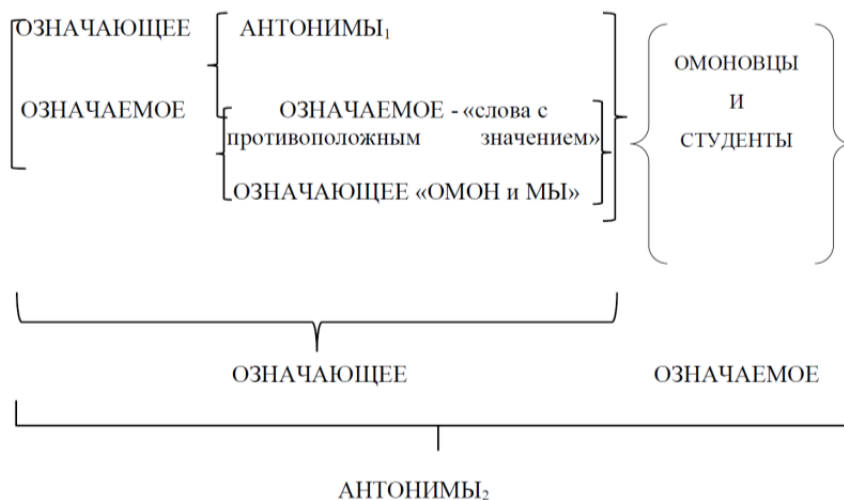 ОЗНАЧАЮЩЕЕ АНТОНИМЫ₁
ОЗНАЧАЕМОЕ ОЗНАЧАЕМОЕ - «слова с
противоположным значением»
ОЗНАЧАЮЩЕЕ «ОМОН и МЫ»
ОМОНОВЦЫ
И
СТУДЕНТЫ
ОЗНАЧАЮЩЕЕ ОЗНАЧАЕМОЕ
АНТОНИМЫ₂